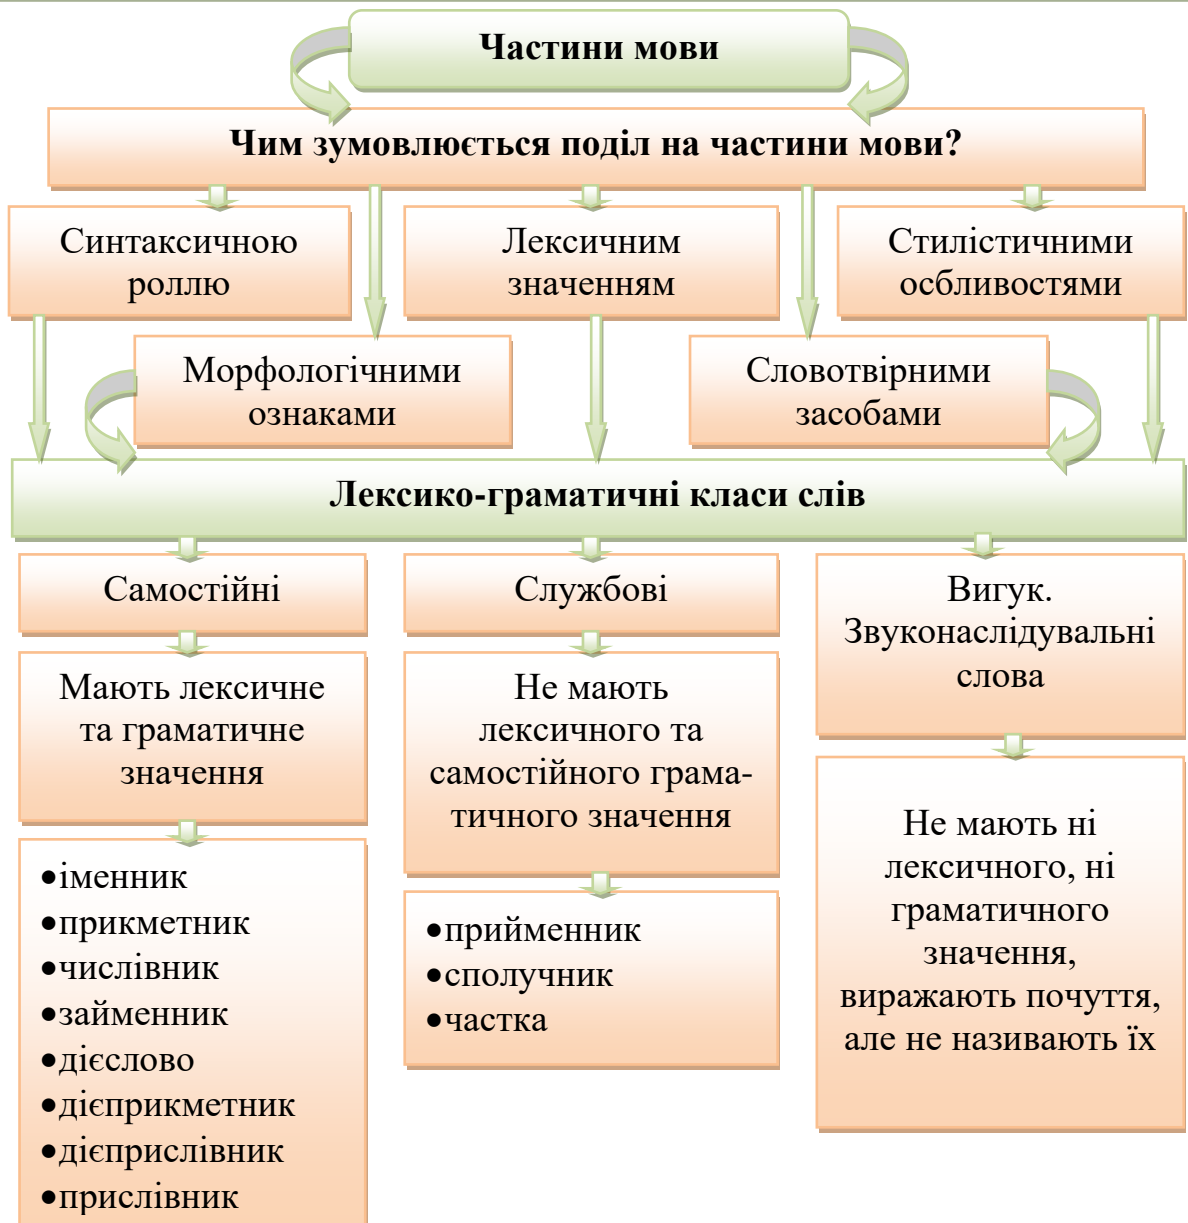 Частини мови
Чим зумовлюється поділ на частини мови?
Синтаксичною
роллю
Лексичним
значенням
Стилістичними
осбливостями
Морфологічними
ознаками
Словотвірними
засобами
Лексико-граматичні класи слів
Самостійні
Службові
Вигук.
Звуконаслідувальні
слова
Мають лексичне
та граматичне
значення
Не мають
лексичного та
самостійного грама-
тичного значення
Не мають ні
лексичного, ні
граматичного
значення,
виражають почуття,
але не називають їх
•іменник
•прикметник
•числівник
•займенник
•дієслово
•дієприкметник
•дієприслівник
•прислівник
•прийменник
•сполучник
•частка